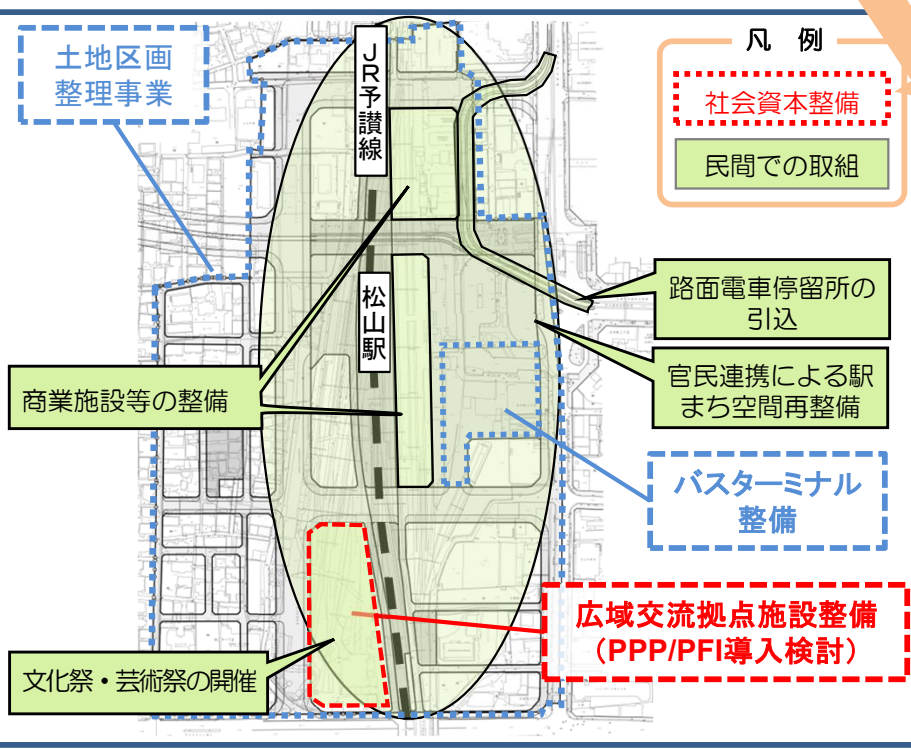 土地区画
整理事業
JR予讃線
凡 例
社会資本整備
民間での取組
松山駅
路面電車停留所の
引込
官民連携による駅
まち空間再整備
商業施設等の整備
バスターミナル
整備
広域交流拠点施設整備
（PPP/PFI導入検討）
文化祭・芸術祭の開催